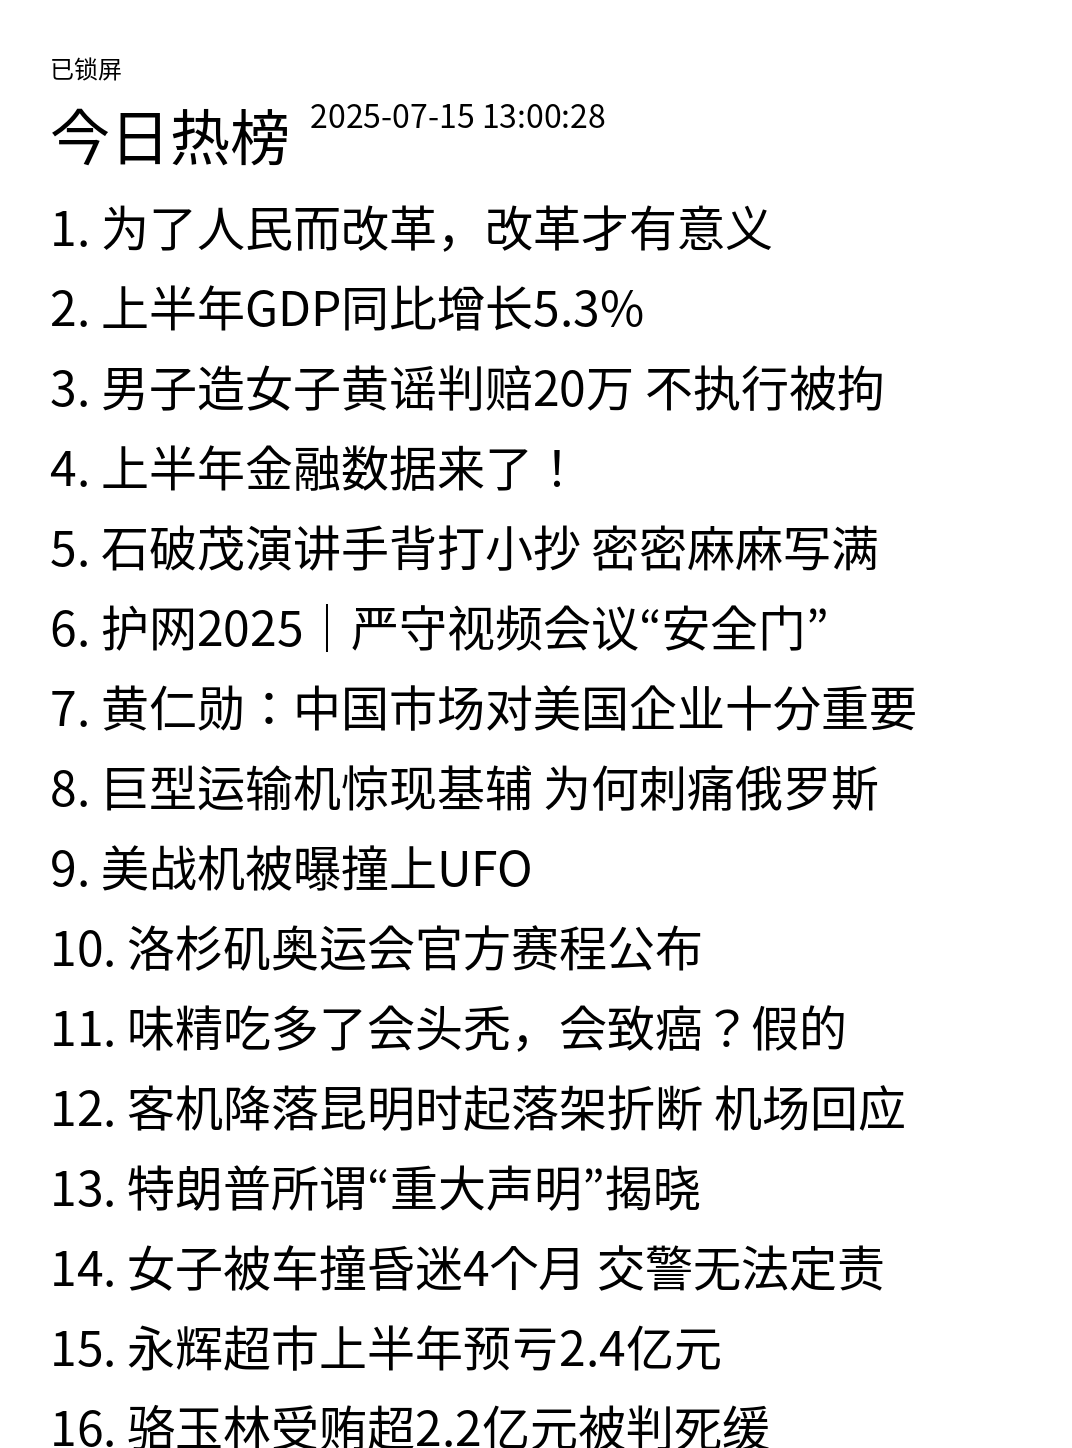 已锁屏
今日热榜 2025-07-15 13:00:28
1. 为了人民而改革，改革才有意义
2. 上半年GDP同比增长5.3%
3. 男子造女子黄谣判赔20万 不执行被拘
4. 上半年金融数据来了！
5. 石破茂演讲手背打小抄 密密麻麻写满
6. 护网2025｜严守视频会议“安全门”
7. 黄仁勋：中国市场对美国企业十分重要
8. 巨型运输机惊现基辅 为何刺痛俄罗斯
9. 美战机被曝撞上UFO
10. 洛杉矶奥运会官方赛程公布
11. 味精吃多了会头秃，会致癌？假的
12. 客机降落昆明时起落架折断 机场回应
13. 特朗普所谓“重大声明”揭晓
14. 女子被车撞昏迷4个月 交警无法定责
15. 永辉超市上半年预亏2.4亿元
16. 骆玉林受贿超2.2亿元被判死缓